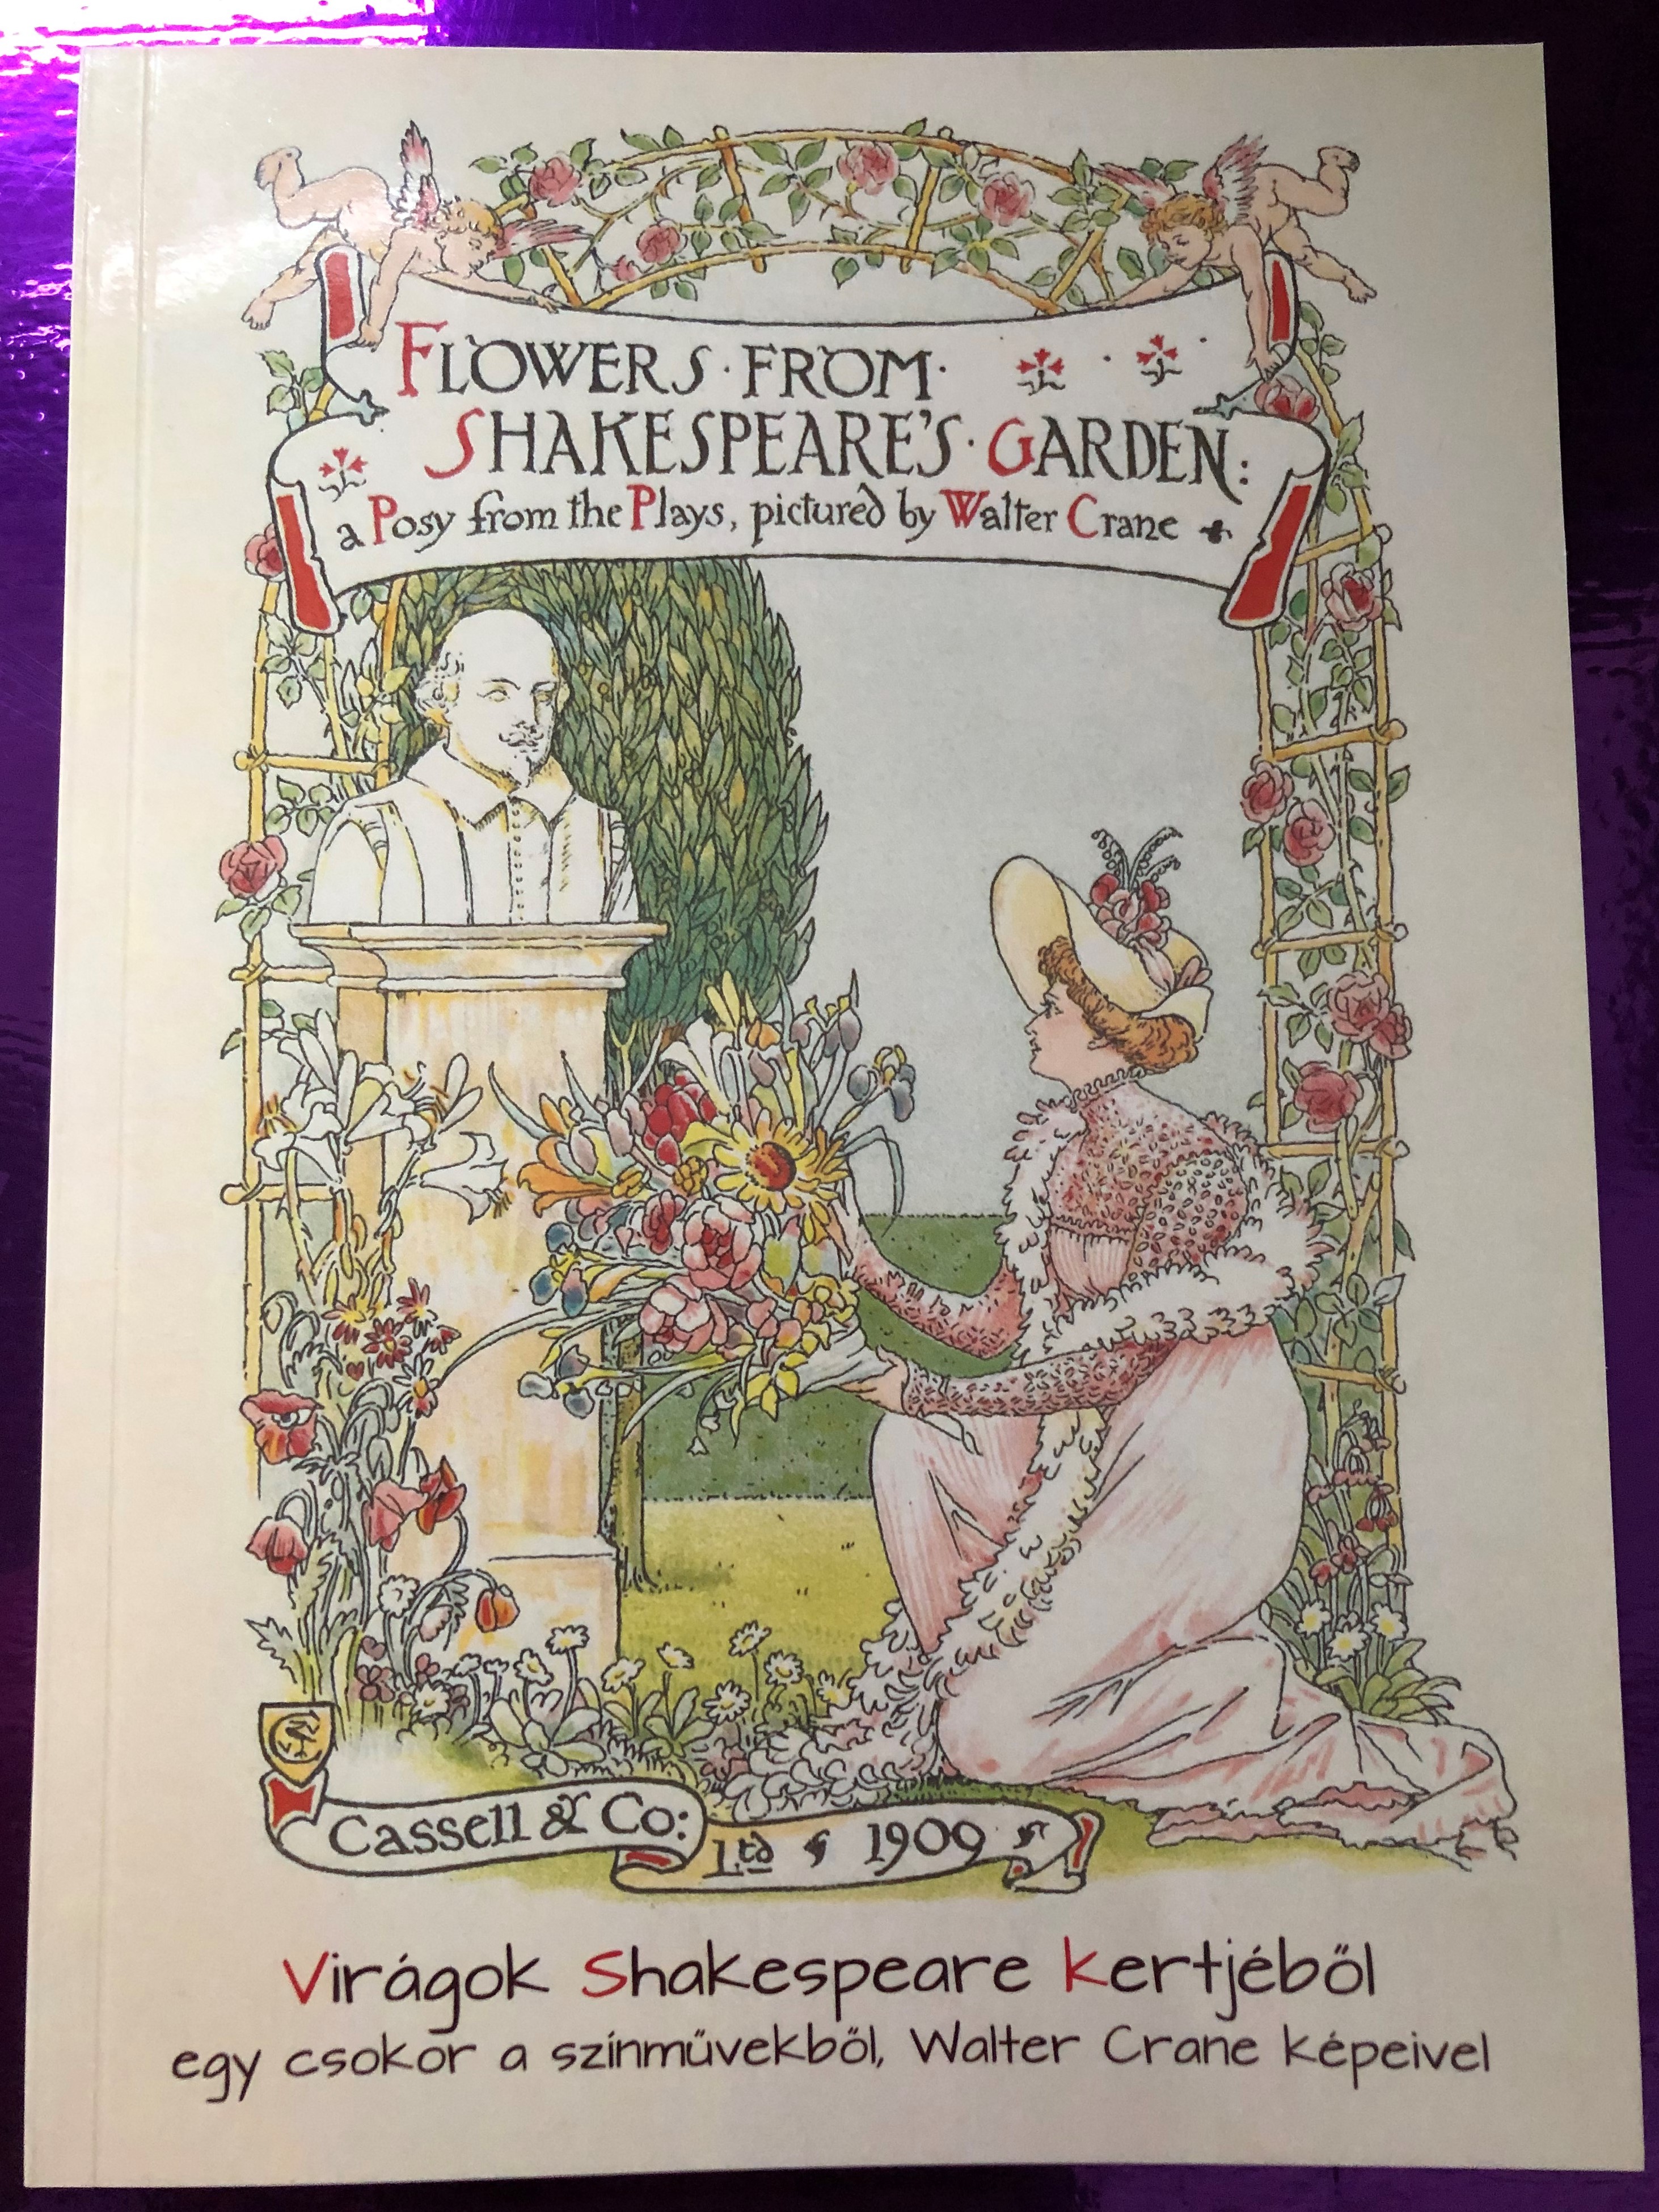 FLOWERS · FROM ·
SHAKESPEARE'S · GARDEN:
a Posy from the Plays, pictured by Walter Crane
Cassell & Co:
Ltd 1909
Virágok Shakespeare Kertjéből
egy csokor a színművekből, Walter Crane képeivel